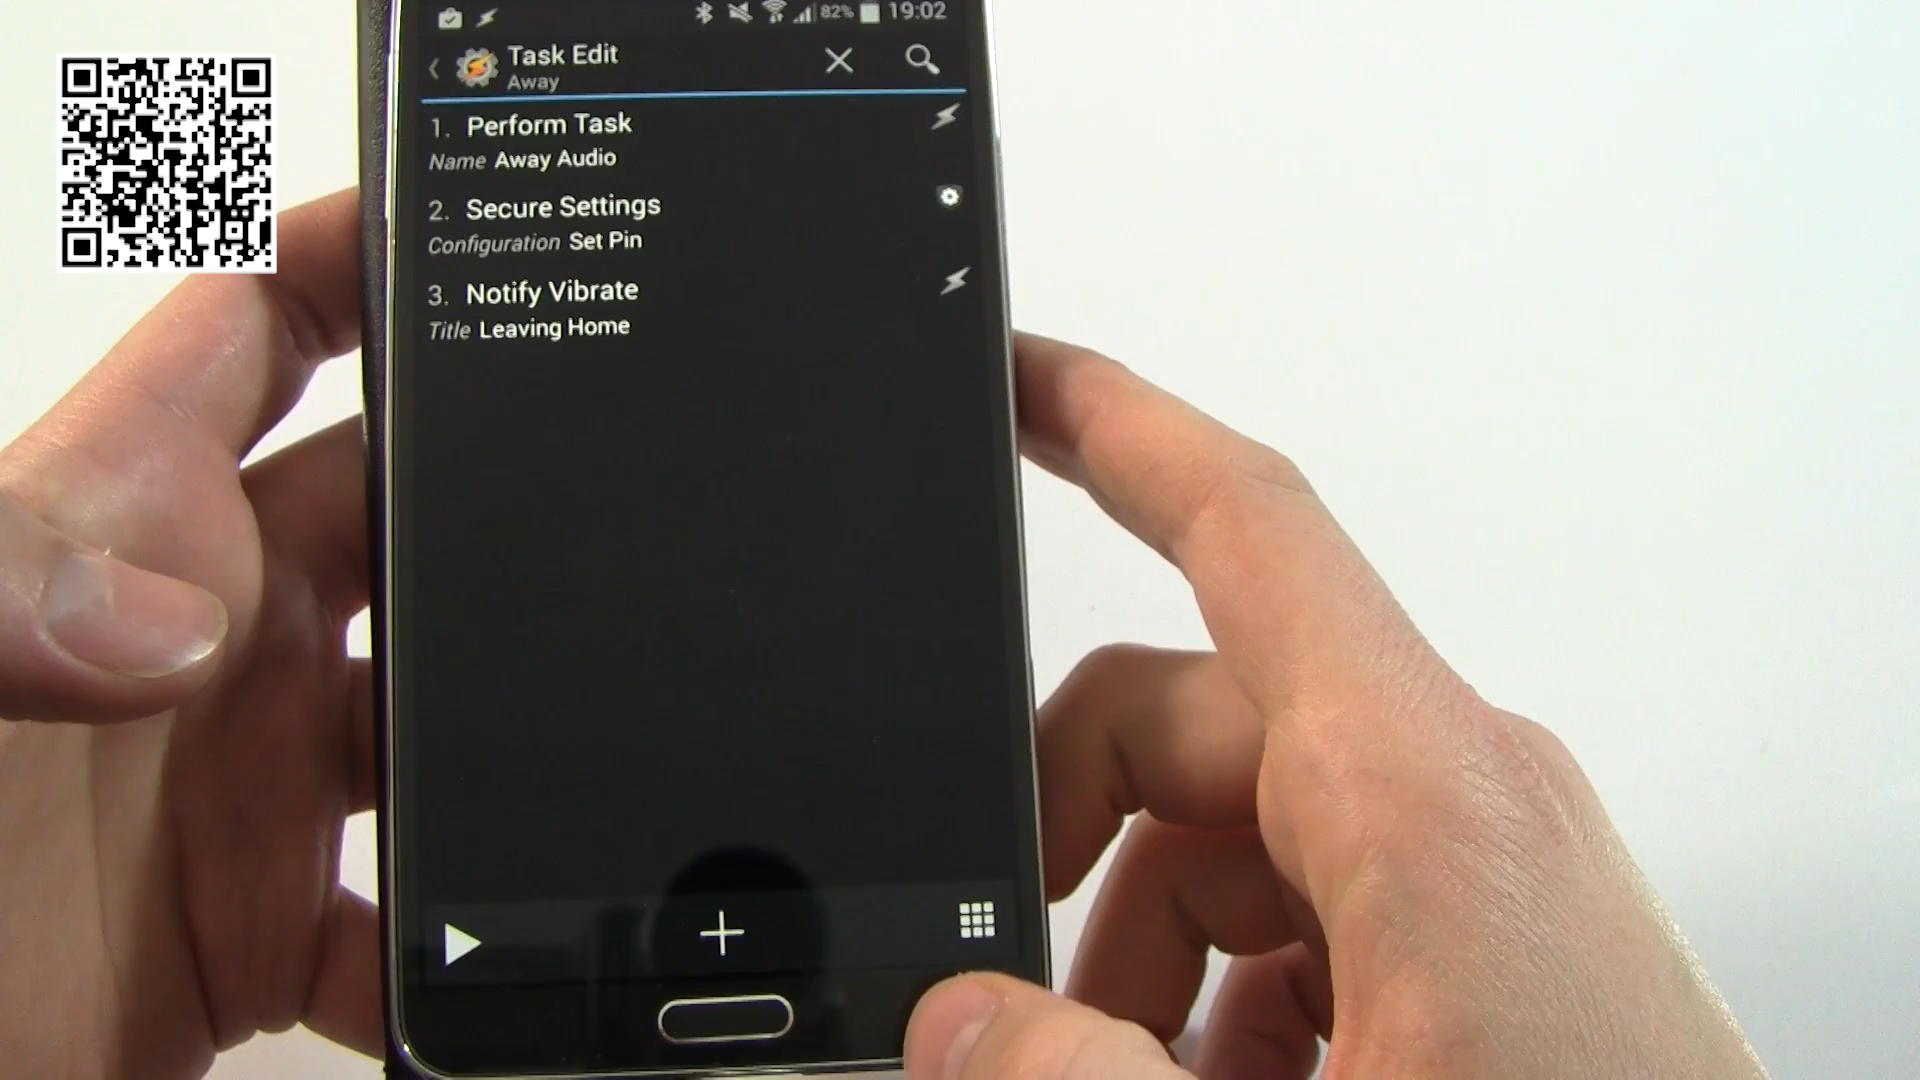 82% 19:02
Task Edit
Away
1. Perform Task
Name Away Audio
2. Secure Settings
Configuration Set Pin
3. Notify Vibrate
Title Leaving Home